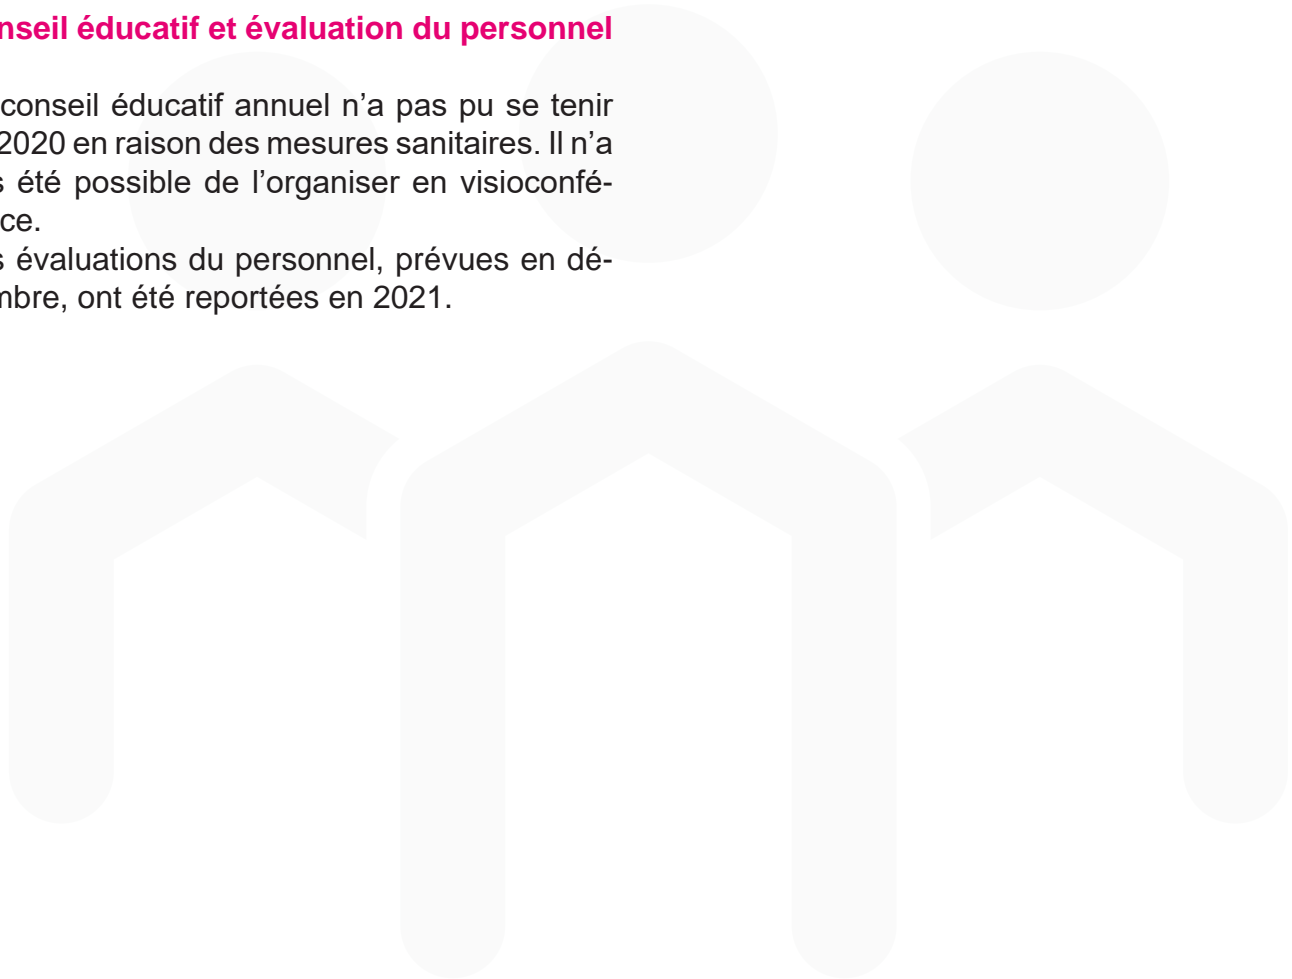 nseil éducatif et évaluation du personnel
conseil éducatif annuel n’a pas pu se tenir
2020 en raison des mesures sanitaires. Il n’a
s été possible de l’organiser en visioconfé-
ce.
s évaluations du personnel, prévues en dé-
mbre, ont été reportées en 2021.